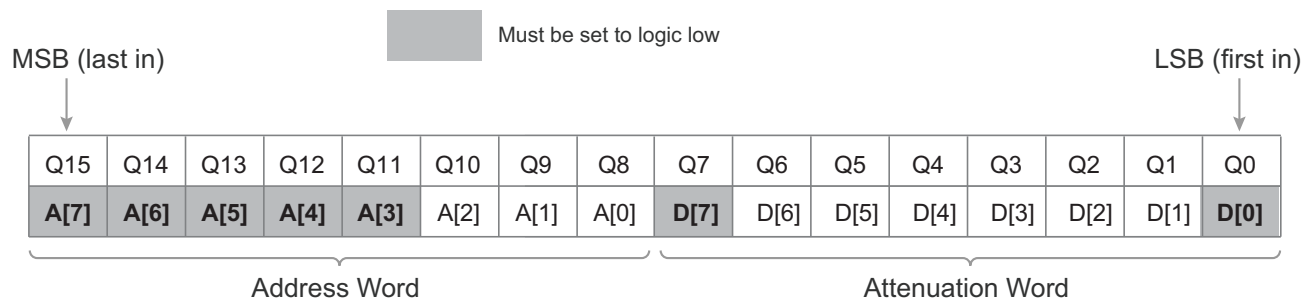 Must be set to logic low
MSB (last in) LSB (first in)
Q15 Q14 Q13 Q12 Q11 Q10 Q9 Q8 Q7 Q6 Q5 Q4 Q3 Q2 Q1 Q0
A[7] A[6] A[5] A[4] A[3] A[2] A[1] A[0] D[7] D[6] D[5] D[4] D[3] D[2] D[1] D[0]
Address Word Attenuation Word